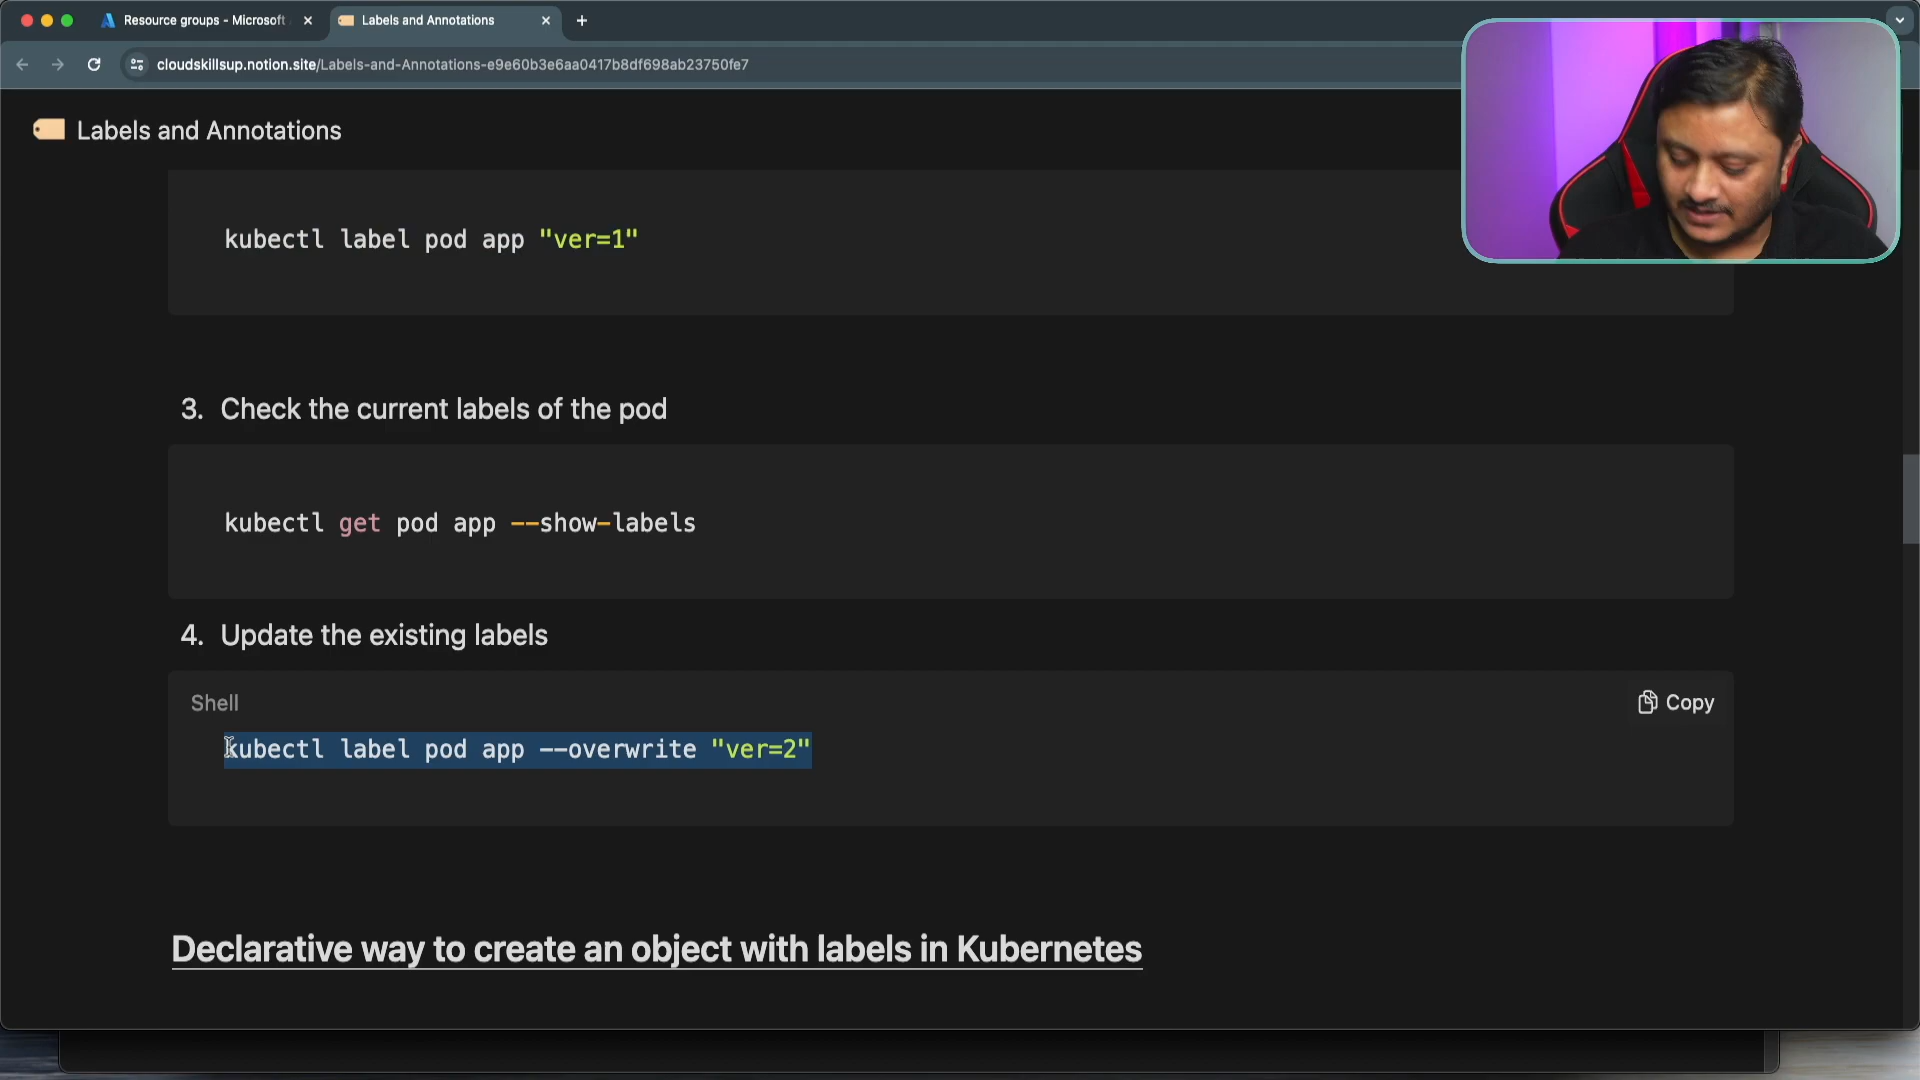 Resource groups - Microsoft
Labels and Annotations
cloudskillsup.notion.site/Labels-and-Annotations-e9e60b3e6aa0417b8df698ab23750fe7
Labels and Annotations
kubectl label pod app "ver=1"
3. Check the current labels of the pod
kubectl get pod app --show-labels
4. Update the existing labels
Shell
Copy
kubectl label pod app --overwrite "ver=2"
Declarative way to create an object with labels in Kubernetes